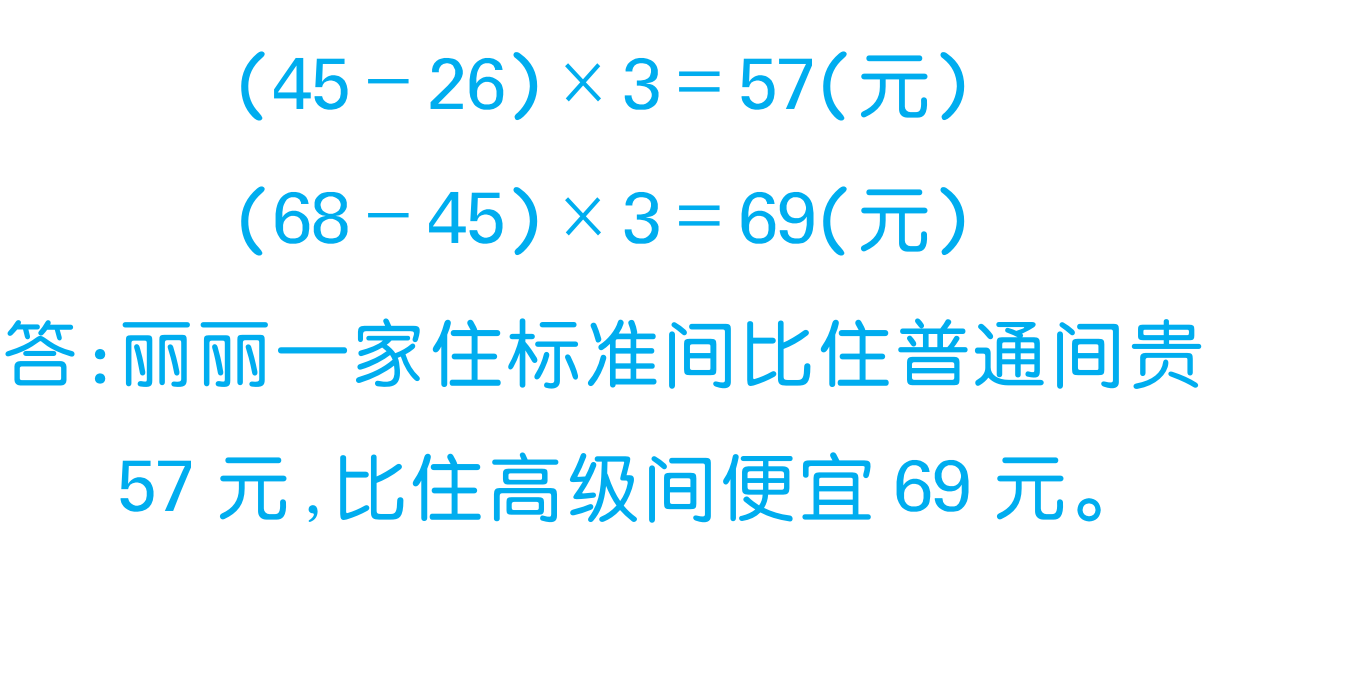 (45－26)×3＝57(元)
(68－45)×3＝69(元)
答:丽丽一家住标准间比住普通间贵
57 元,比住高级间便宜 69 元。